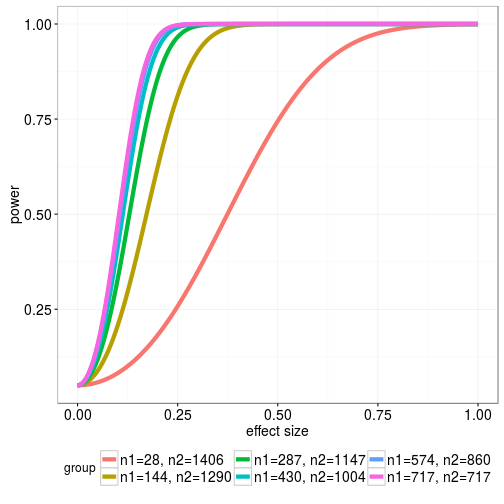 1.00
0.75
0.50
0.25
power
0.00 0.25 0.50 0.75 1.00
effect size
group
n1=28, n2=1406 n1=287, n2=1147 n1=574, n2=860
n1=144, n2=1290 n1=430, n2=1004 n1=717, n2=717